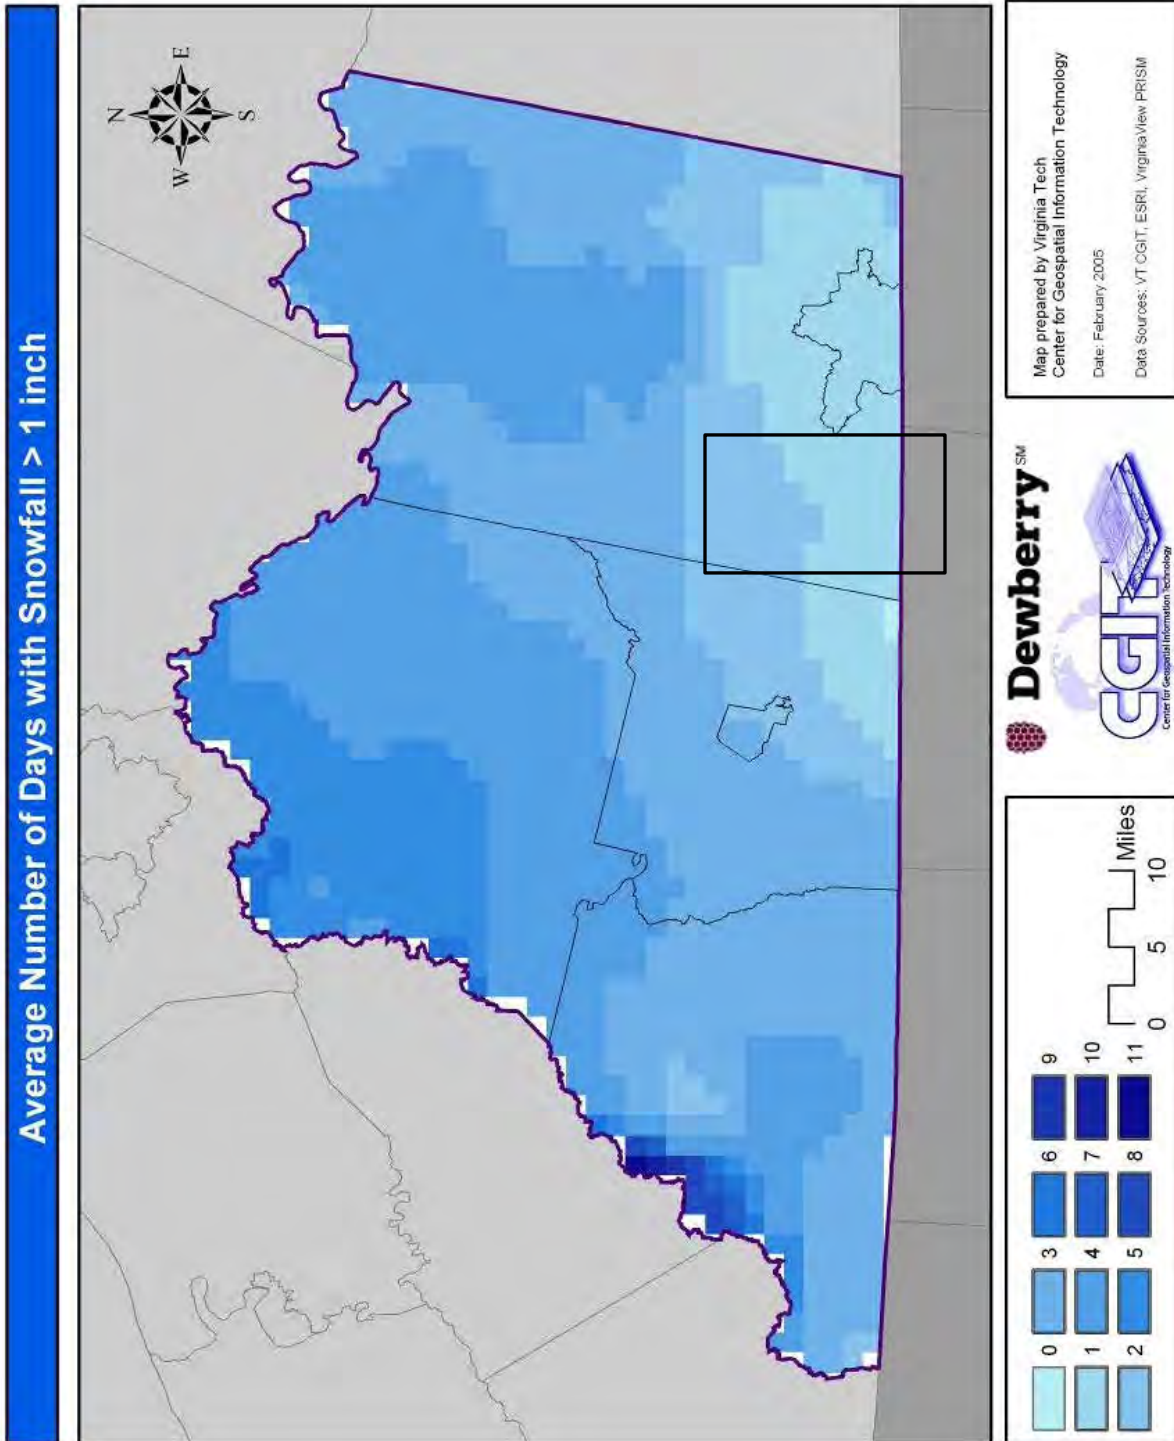 Average Number of Days with Snowfall > 1 inch
N
W
E
S
0
3
6
9
1
4
7
10
2
5
8
11
Miles
0
5
10
Dewberry SM
CGIT
Center for Geospatial Information Technology
Map prepared by Virginia Tech
Center for Geospatial Information Technology
Date: February 2005
Data Sources: VT CGIT, ESRI, VirginiaView PRISM